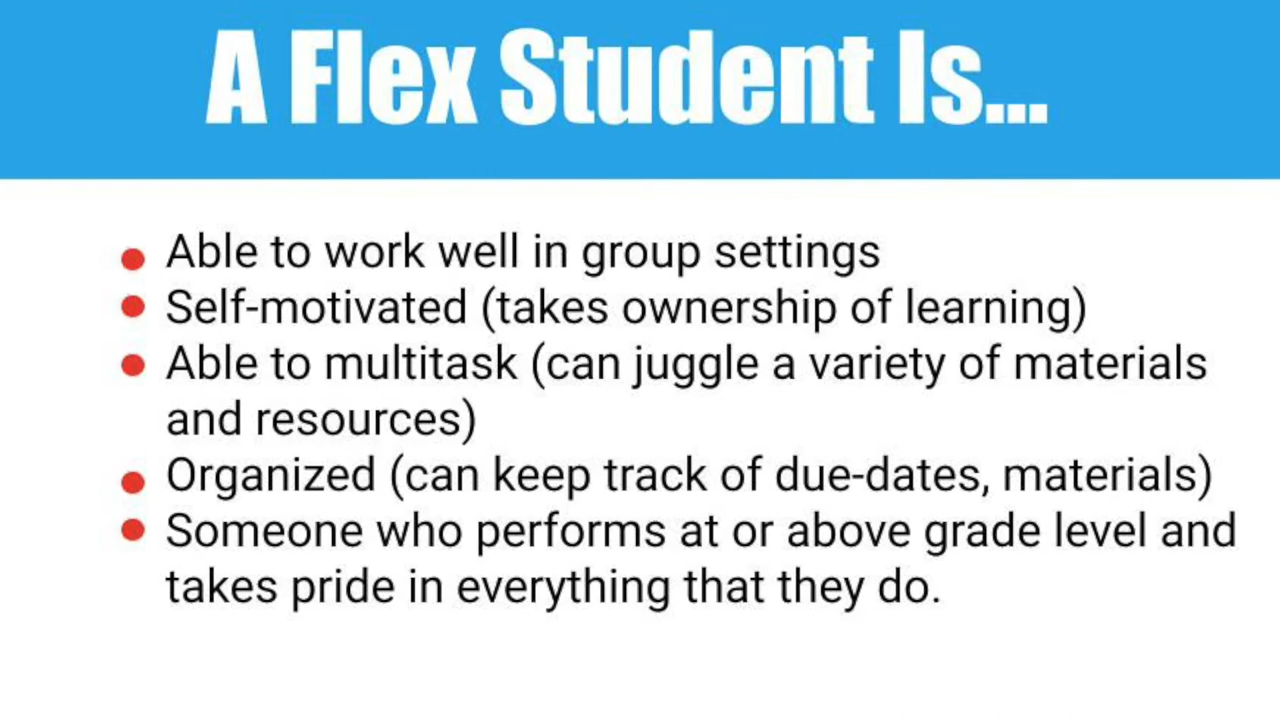 A Flex Student Is...
Able to work well in group settings
Self-motivated (takes ownership of learning)
Able to multitask (can juggle a variety of materials
and resources)
Organized (can keep track of due-dates, materials)
Someone who performs at or above grade level and
takes pride in everything that they do.